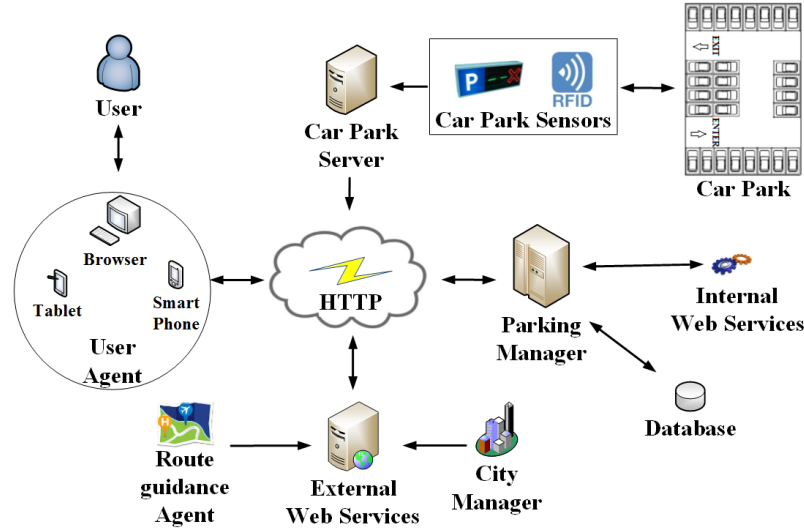 User
Car Park
Server
P
RFID
Car Park Sensors
EXIT
ENTER
Car Park
Browser
Tablet
Smart
Phone
User
Agent
HTTP
Parking
Manager
Internal
Web Services
Database
H
Route
guidance
Agent
External
Web Services
City
Manager